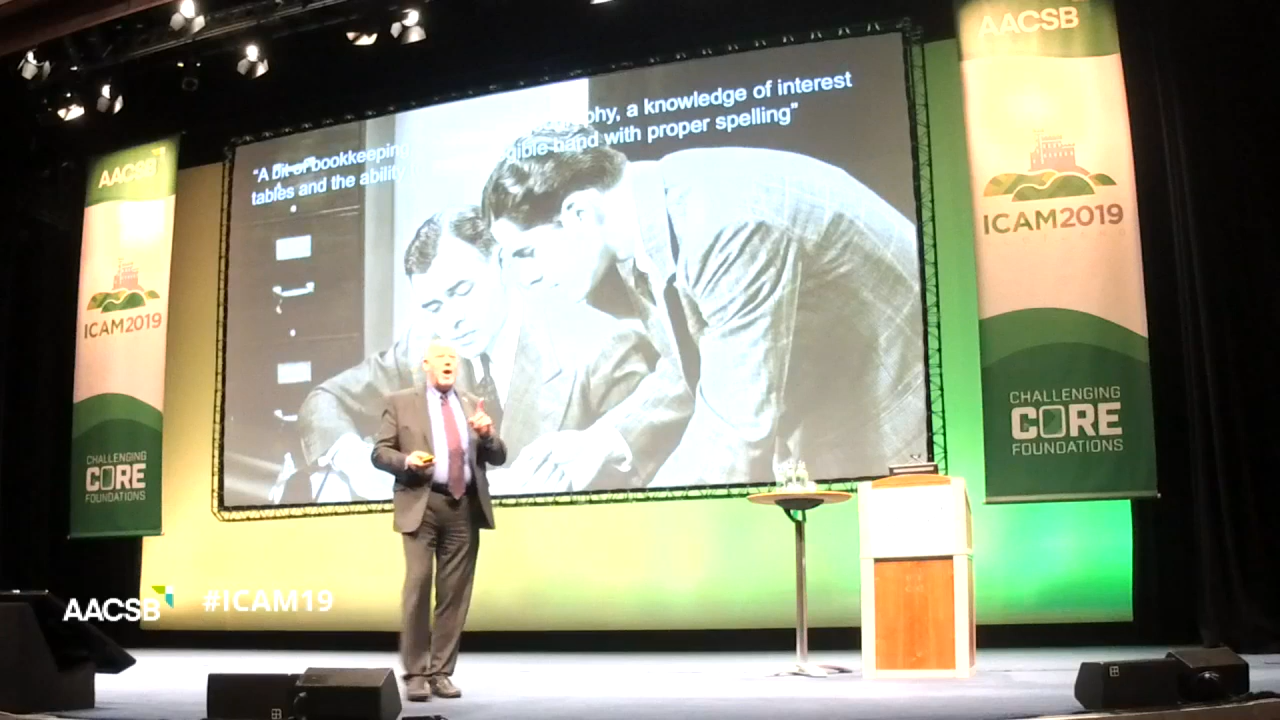 AACSB
ICAM2019
CHALLENGING
CORE
FOUNDATIONS
"A bit of bookkeeping
tables and the ability
phy, a knowledge of interest
hand with proper spelling"
AACSB
ICAM2019
CHALLENGING
CORE
FOUNDATIONS
AACSB #ICAM19